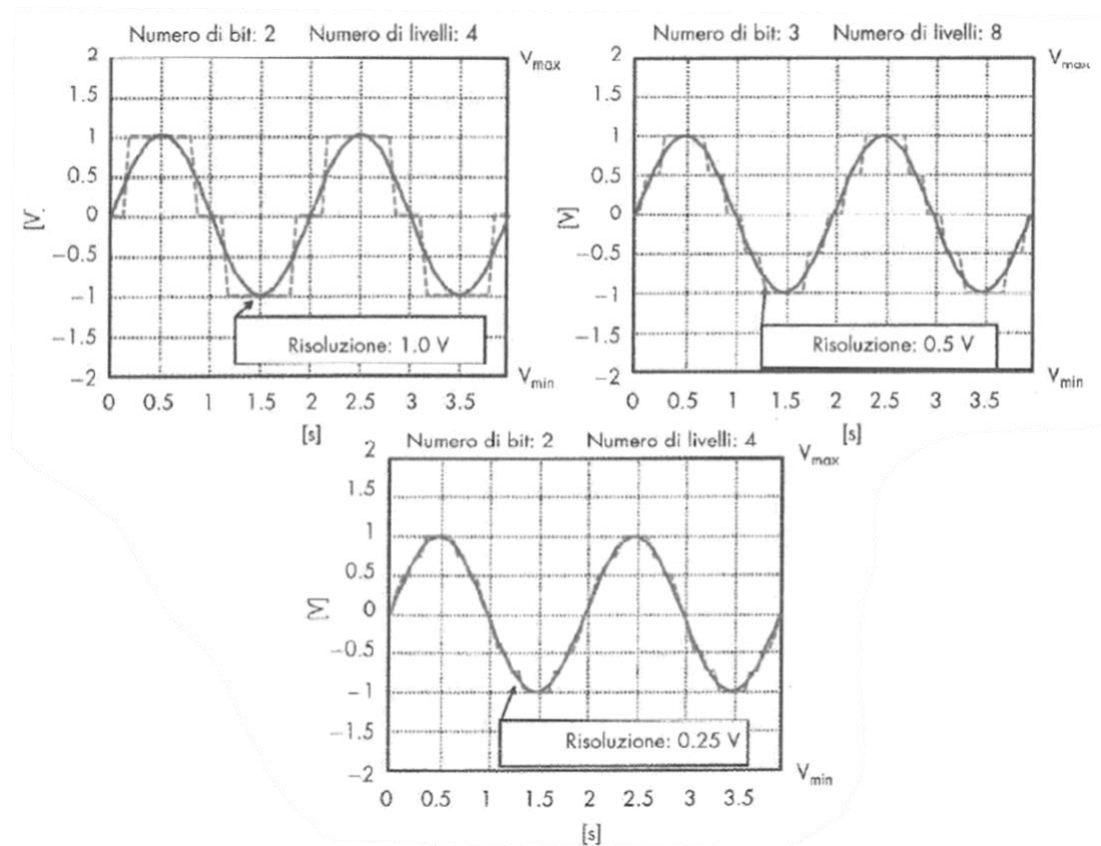 Numero di bit: 2 Numero di livelli: 4
2
1.5
1
0.5
0
−0.5
−1
−1.5
−2
[V]
Vmax
Vmin
Risoluzione: 1.0 V
0 0.5 1 1.5 2 2.5 3 3.5
[s]
Numero di bit: 3 Numero di livelli: 8
2
1.5
1
0.5
0
−0.5
−1
−1.5
−2
[V]
Vmax
Vmin
Risoluzione: 0.5 V
0 0.5 1 1.5 2 2.5 3 3.5
[s]
Numero di bit: 2 Numero di livelli: 4
2
1.5
1
0.5
0
−0.5
−1
−1.5
−2
[V]
Vmax
Vmin
Risoluzione: 0.25 V
0 0.5 1 1.5 2 2.5 3 3.5
[s]